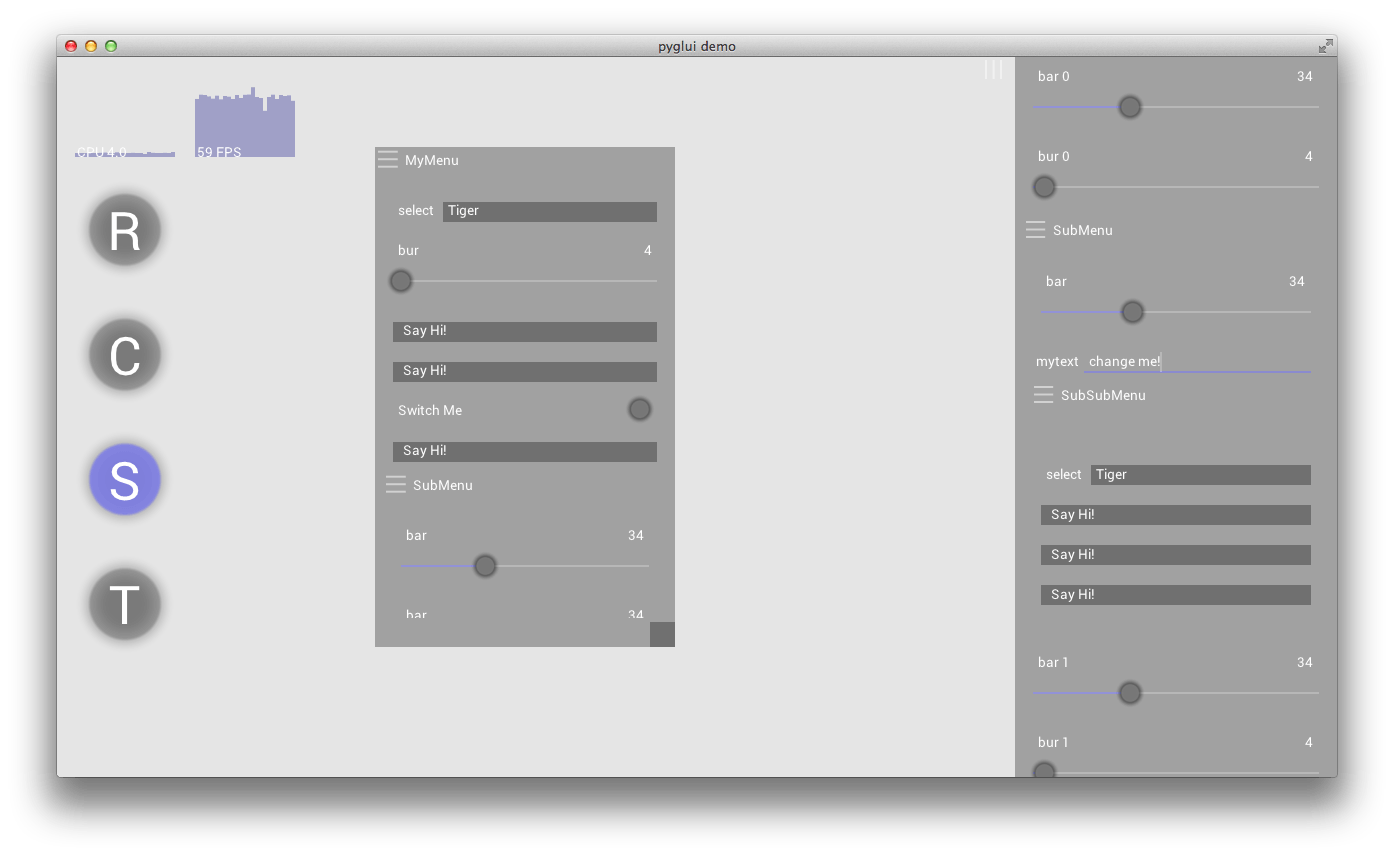 pyglui demo
CPU 4.0
59 FPS
R
C
S
T
MyMenu
select Tiger
bur 4
Say Hi!
Say Hi!
Switch Me
Say Hi!
SubMenu
bar 34
bar 34
bar 0 34
bur 0 4
SubMenu
bar 34
mytext change me!
SubSubMenu
select Tiger
Say Hi!
Say Hi!
Say Hi!
bar 1 34
bur 1 4